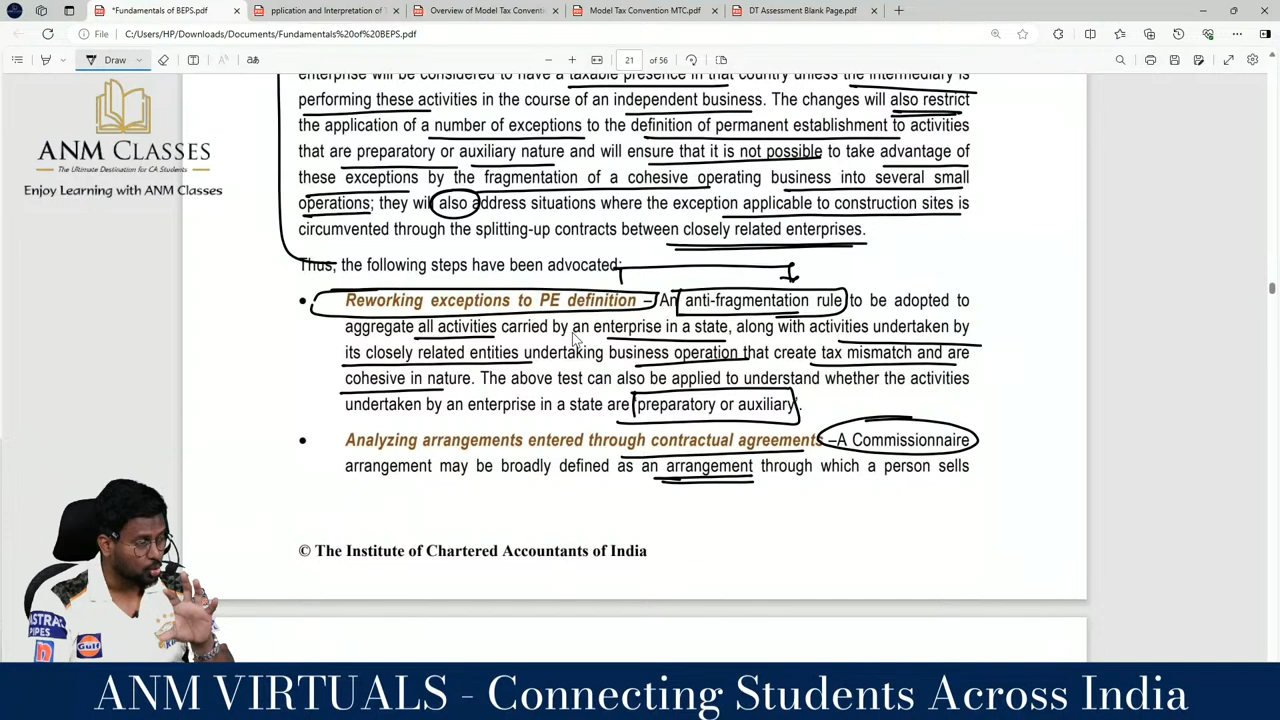 *Fundamentals of BEPS.pdf
pplication and Interpretation of
Overview of Model Tax Conventi
Model Tax Convention MTC.pdf
DT Assessment Blank Page.pdf
File
C:/Users/HP/Downloads/Documents/Fundamentals%20of%20BEPS.pdf
Draw
21
of 56
ANM CLASSES
The Ultimate Destination for CA Students
Enjoy Learning with ANM Classes
enterprise will be considered to have a taxable presence in that country unless the intermediary is
performing these activities in the course of an independent business. The changes will also restrict
the application of a number of exceptions to the definition of permanent establishment to activities
that are preparatory or auxiliary nature and will ensure that it is not possible to take advantage of
these exceptions by the fragmentation of a cohesive operating business into several small
operations; they will also address situations where the exception applicable to construction sites is
circumvented through the splitting-up contracts between closely related enterprises.
Thus, the following steps have been advocated:
• Reworking exceptions to PE definition – An anti-fragmentation rule to be adopted to
aggregate all activities carried by an enterprise in a state, along with activities undertaken by
its closely related entities undertaking business operation that create tax mismatch and are
cohesive in nature. The above test can also be applied to understand whether the activities
undertaken by an enterprise in a state are 'preparatory or auxiliary'.
• Analyzing arrangements entered through contractual agreements –A Commissionnaire
arrangement may be broadly defined as an arrangement through which a person sells
© The Institute of Chartered Accountants of India
ASTRAL
PIPES
Gulf
ANM VIRTUALS - Connecting Students Across India